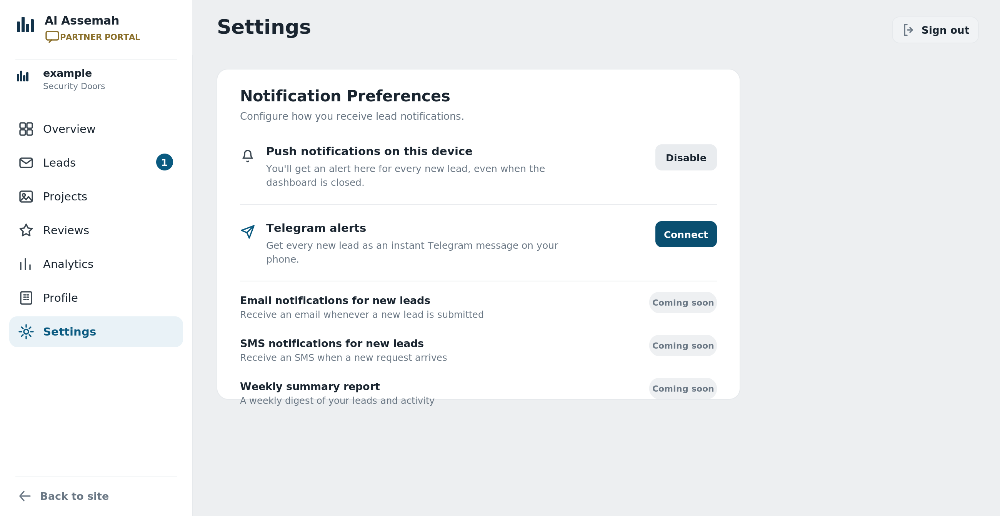 Al Assemah
PARTNER PORTAL
example
Security Doors
Overview
Leads
1
Projects
Reviews
Analytics
Profile
Settings
Back to site
Settings
Sign out
Notification Preferences
Configure how you receive lead notifications.
Push notifications on this device
You'll get an alert here for every new lead, even when the
dashboard is closed.
Disable
Telegram alerts
Get every new lead as an instant Telegram message on your
phone.
Connect
Email notifications for new leads
Receive an email whenever a new lead is submitted
Coming soon
SMS notifications for new leads
Receive an SMS when a new request arrives
Coming soon
Weekly summary report
A weekly digest of your leads and activity
Coming soon